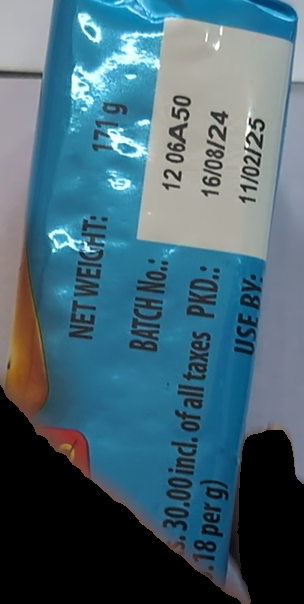 NET WEIGHT: 171 g
BATCH No.: 12 06A50
.30.00 incl. of all taxes PKD.: 16/08/24
.18 per g) USE BY: 11/02/25